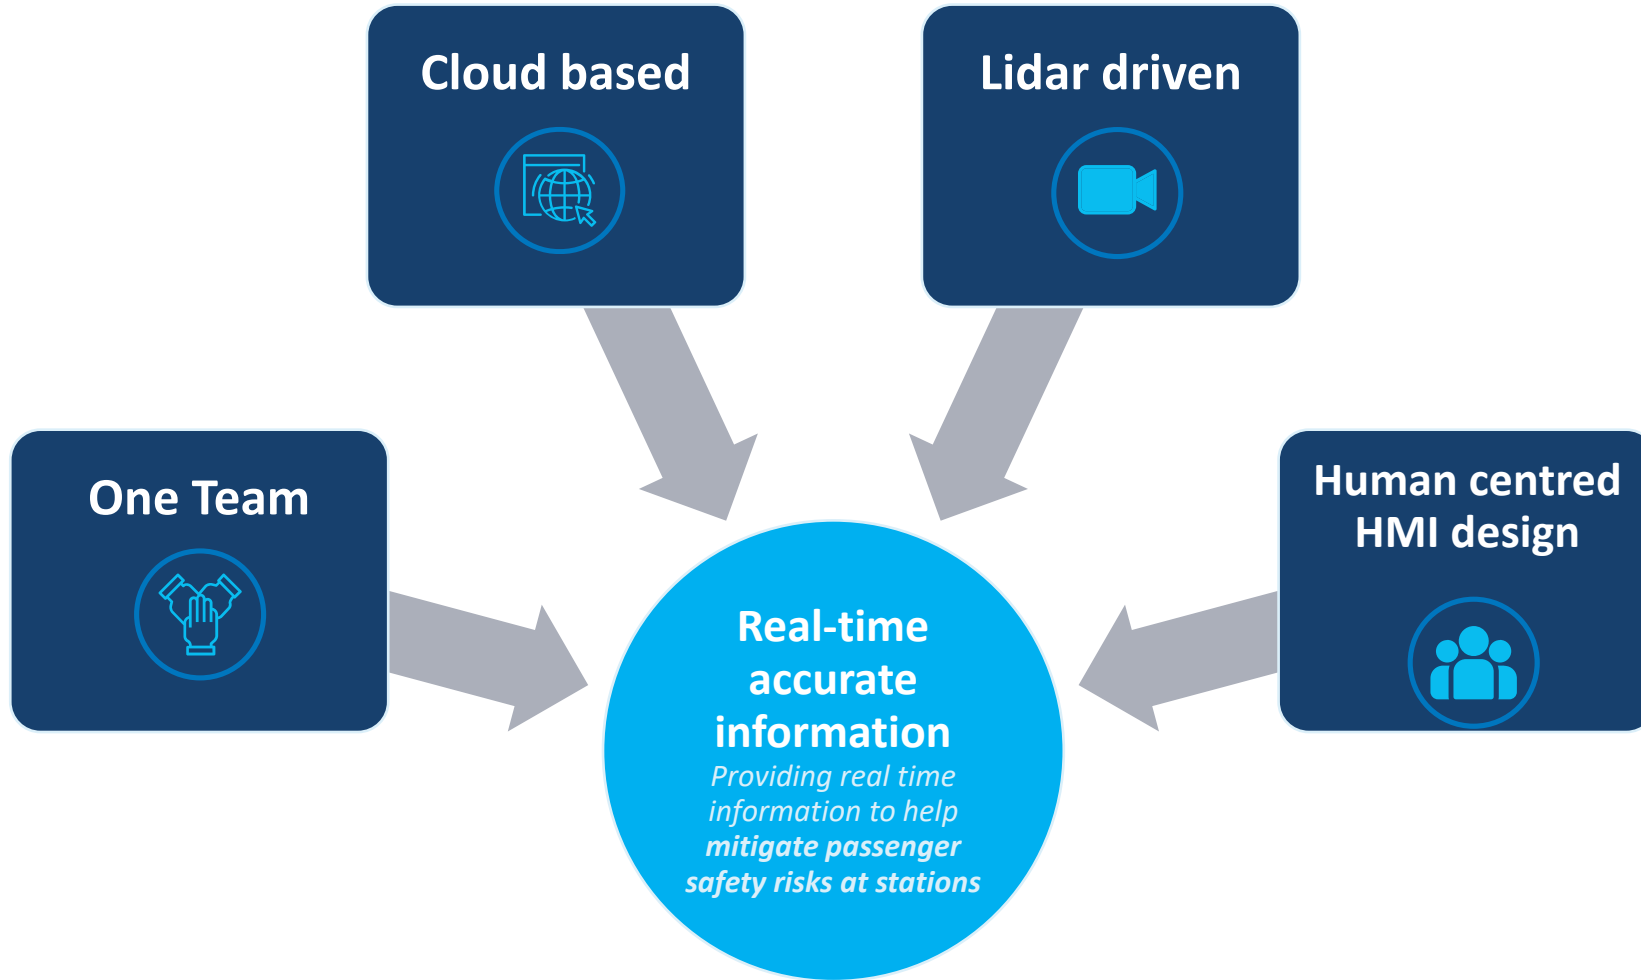 Cloud based
Lidar driven
One Team
Human centred
HMI design
Real-time
accurate
information
Providing real time
information to help
mitigate passenger
safety risks at stations